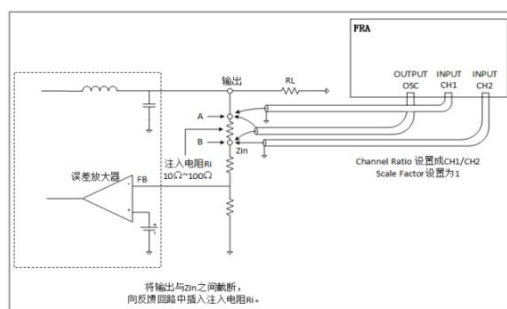 FRA
输出
RL
OUTPUT
OSC
INPUT
CH1
INPUT
CH2
A
B
Zin
注入电阻Ri
10Ω~100Ω
Channel Ratio 设置成CH1/CH2
Scale Factor设置为1
误差放大器
FB
-
+
将输出与Zin之间截断,
向反馈回路中插入注入电阻Ri。